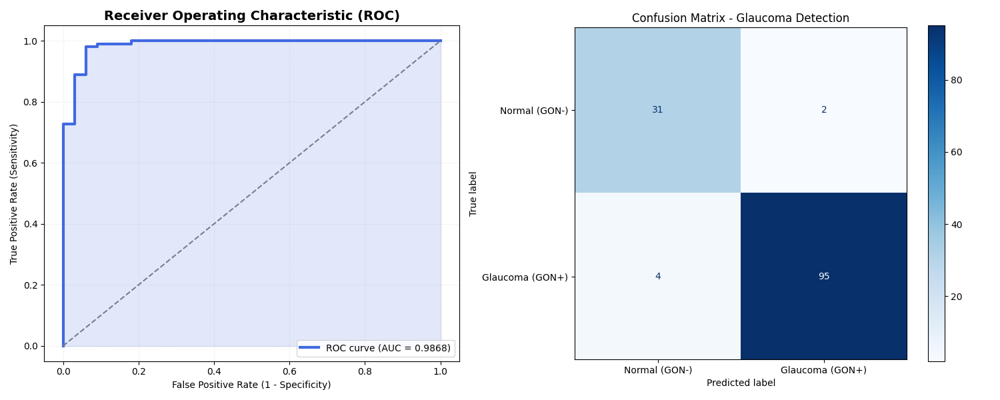 Receiver Operating Characteristic (ROC)
True Positive Rate (Sensitivity)
1.0
0.8
0.6
0.4
0.2
0.0
ROC curve (AUC = 0.9868)
0.0 0.2 0.4 0.6 0.8 1.0
False Positive Rate (1 - Specificity)
Confusion Matrix - Glaucoma Detection
True label
Normal (GON-)
31 2
Glaucoma (GON+)
4 95
Normal (GON-) Glaucoma (GON+)
Predicted label
80
60
40
20